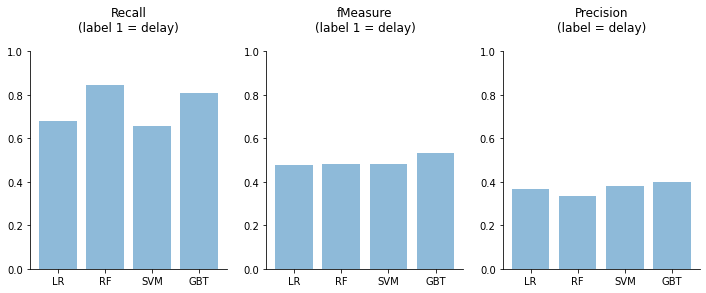 Recall
(label 1 = delay)
1.0
0.8
0.6
0.4
0.2
0.0
LR RF SVM GBT
fMeasure
(label 1 = delay)
1.0
0.8
0.6
0.4
0.2
0.0
LR RF SVM GBT
Precision
(label = delay)
1.0
0.8
0.6
0.4
0.2
0.0
LR RF SVM GBT